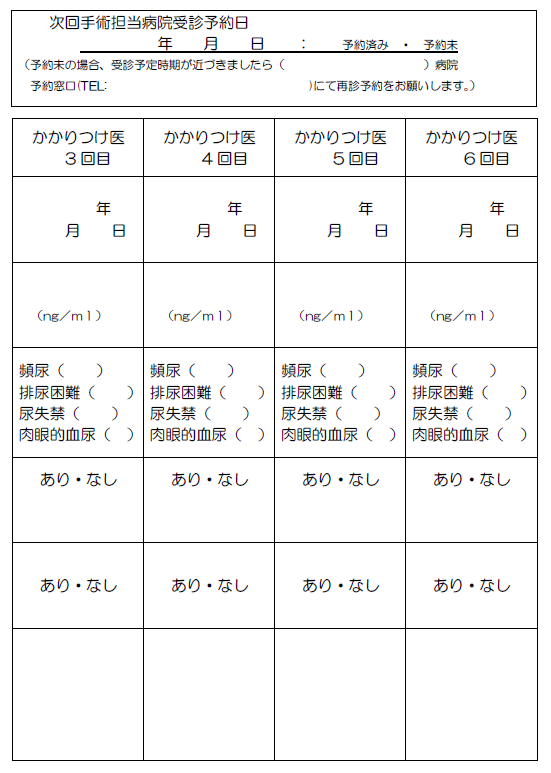 次回手術担当病院受診予約日
年　　月　　日　　：　　予約済み　・　予約未
（予約未の場合、受診予定時期が近づきましたら（　　　　　　　　　　　　）病院
予約窓口(TEL:　　　　　　　　　　　　　　　　)にて再診予約をお願いします。）
かかりつけ医　かかりつけ医　かかりつけ医　かかりつけ医
３回目　４回目　５回目　６回目
年　年　年　年
月　　日　月　　日　月　　日　月　　日
（ng／ｍｌ）　（ng／ｍｌ）　（ng／ｍｌ）　（ng／ｍｌ）
頻尿（　　）　頻尿（　　）　頻尿（　　）　頻尿（　　）
排尿困難（　　）　排尿困難（　　）　排尿困難（　　）　排尿困難（　　）
尿失禁（　　）　尿失禁（　　）　尿失禁（　　）　尿失禁（　　）
肉眼的血尿（　）　肉眼的血尿（　）　肉眼的血尿（　）　肉眼的血尿（　）
あり・なし　あり・なし　あり・なし　あり・なし
あり・なし　あり・なし　あり・なし　あり・なし